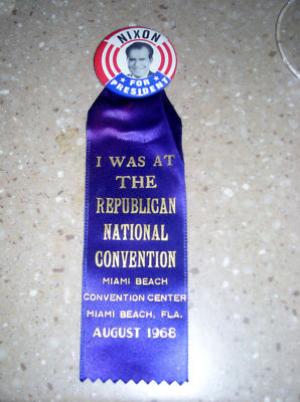 NIXON
FOR
PRESIDENT
I WAS AT
THE
REPUBLICAN
NATIONAL
CONVENTION
MIAMI BEACH
CONVENTION CENTER
MIAMI BEACH, FLA.
AUGUST 1968